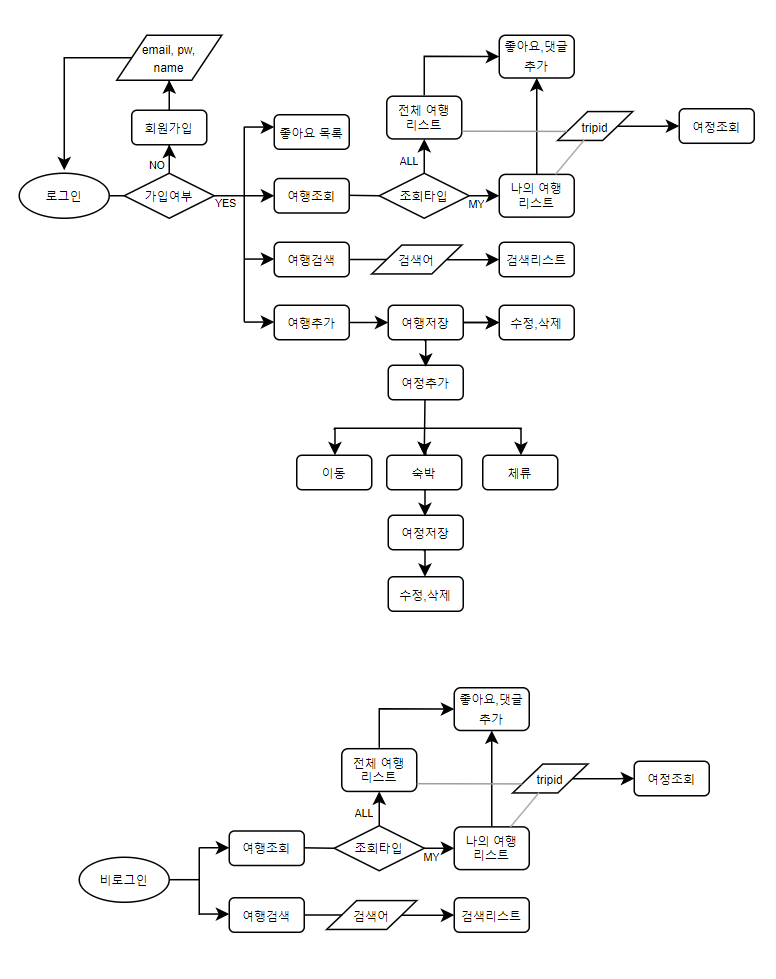 email, pw,
name
좋아요,댓글
추가
회원가입
좋아요 목록
전체 여행
리스트
tripid
여정조회
NO
ALL
로그인
가입여부
YES
여행조회
조회타입
MY
나의 여행
리스트
여행검색
검색어
검색리스트
여행추가
여행저장
수정,삭제
여정추가
이동
숙박
체류
여정저장
수정,삭제
좋아요,댓글
추가
전체 여행
리스트
tripid
여정조회
ALL
여행조회
조회타입
MY
나의 여행
리스트
비로그인
여행검색
검색어
검색리스트